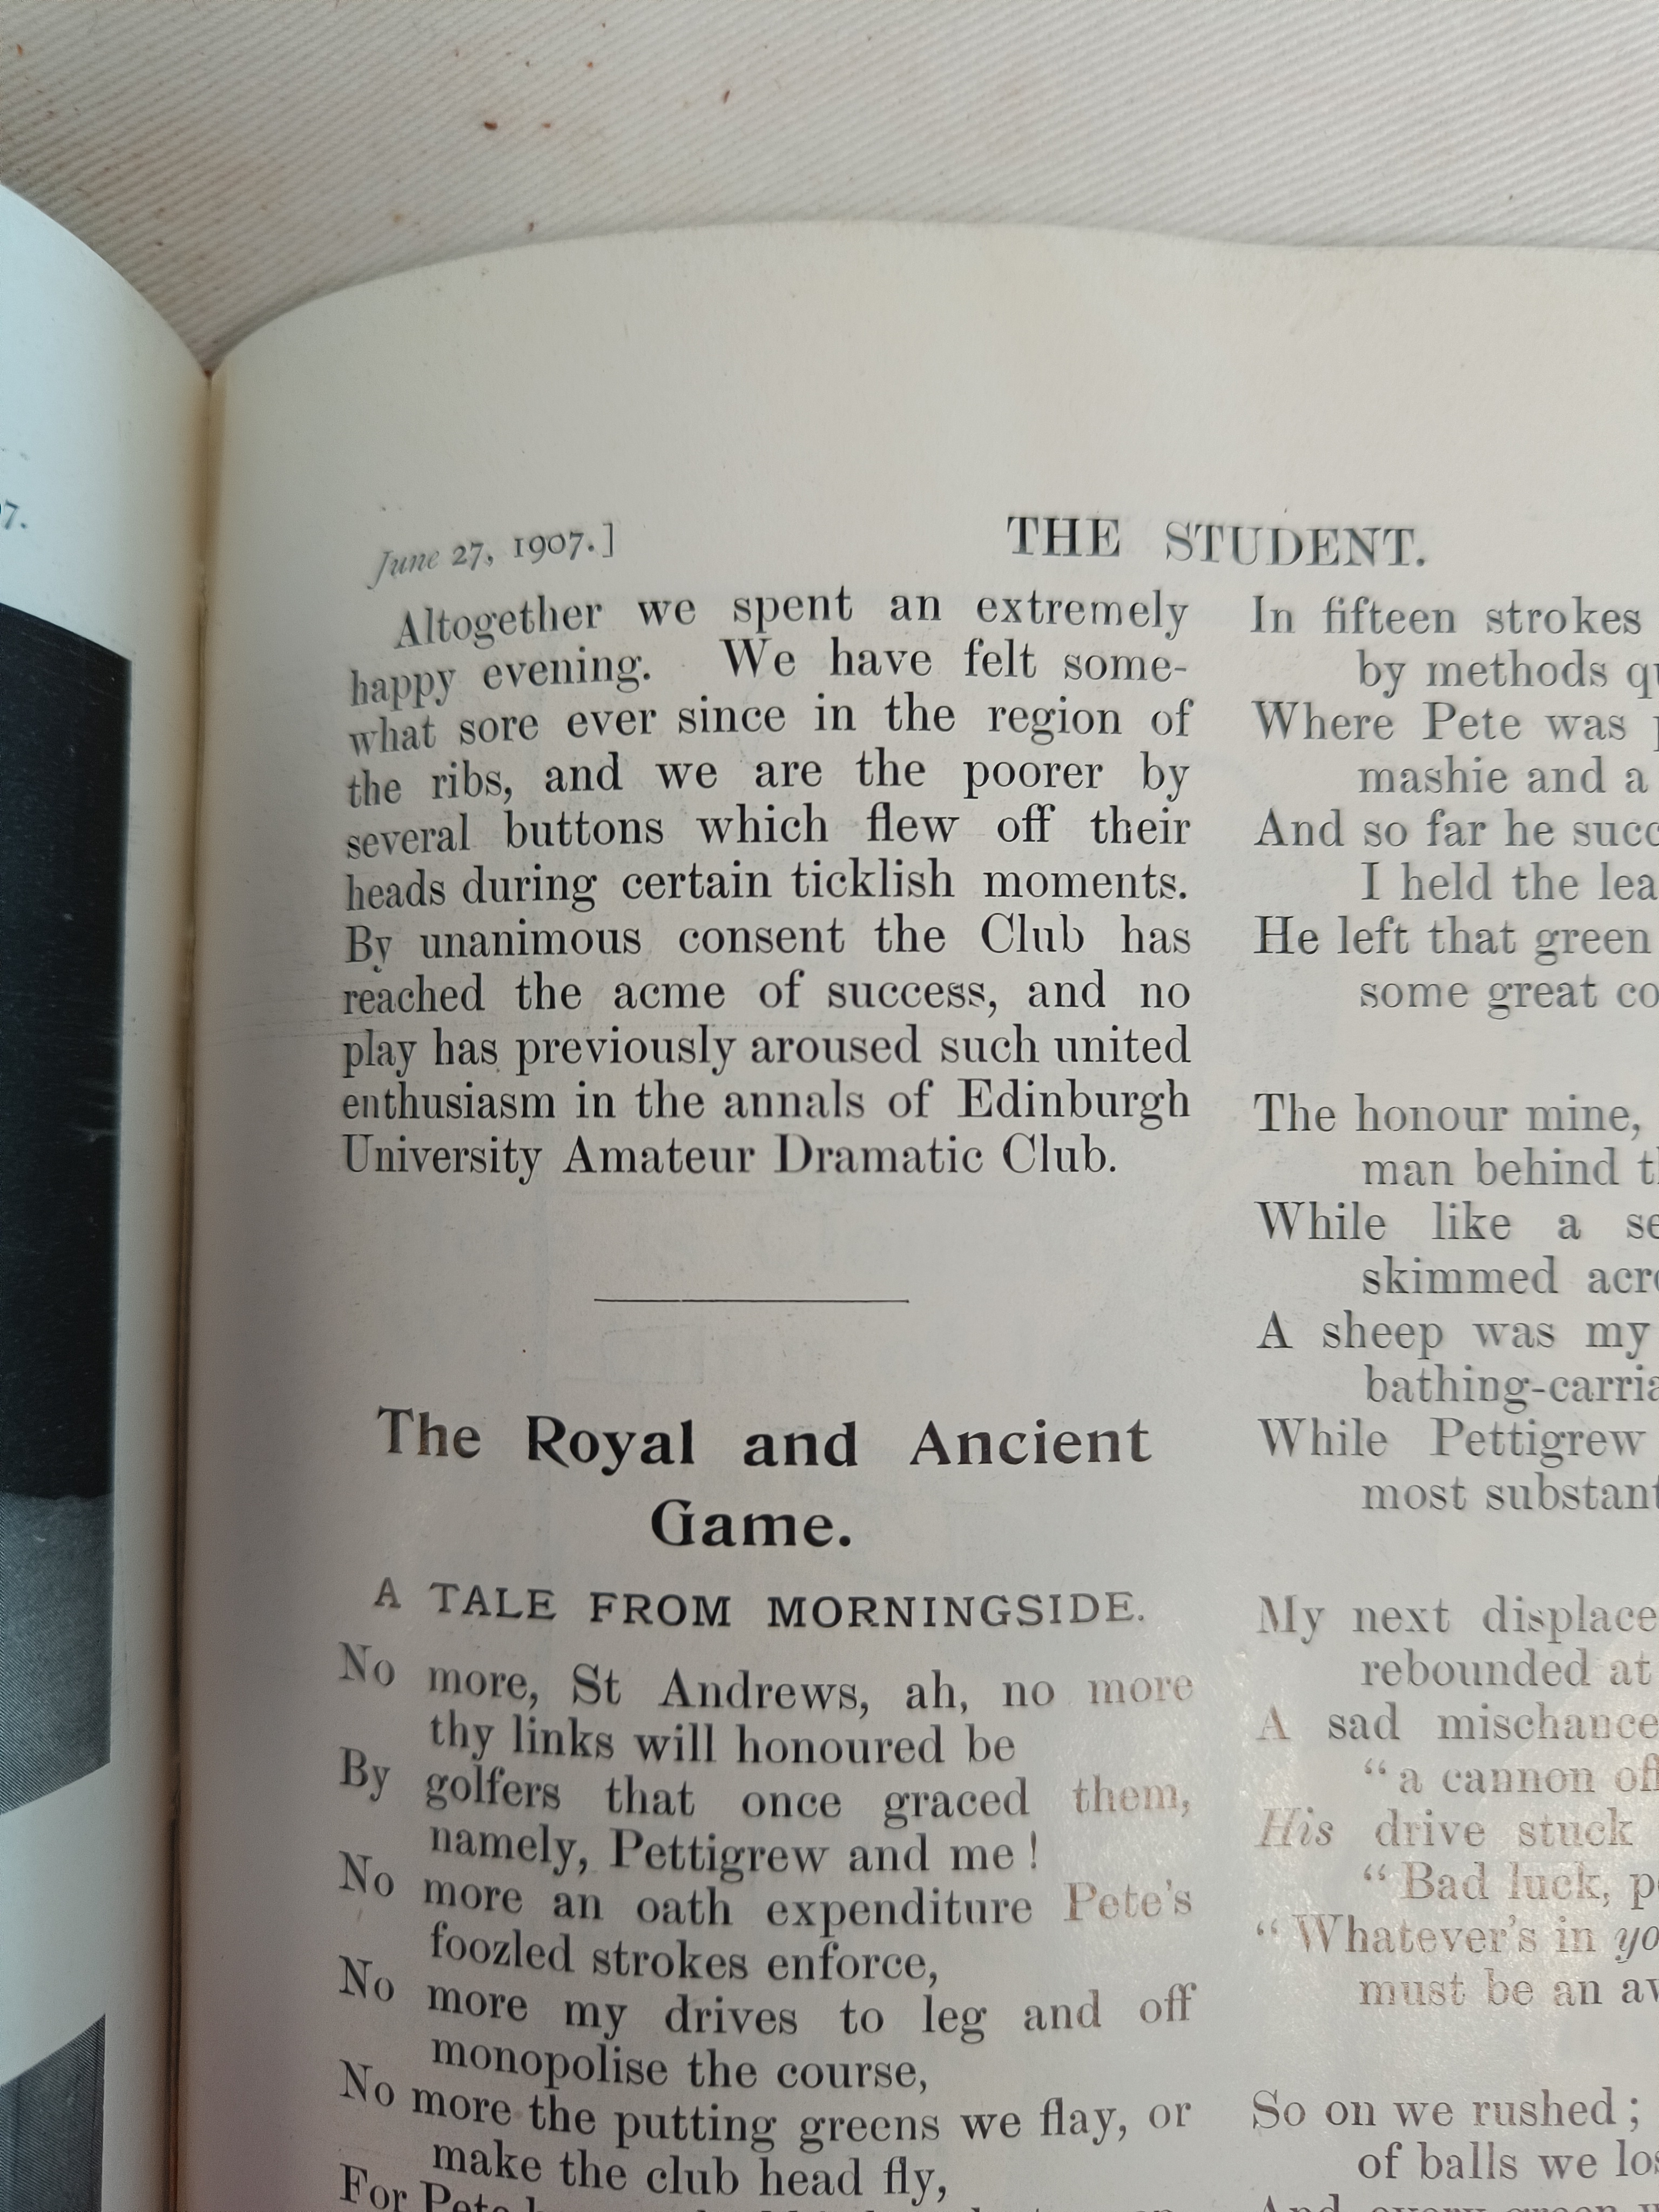 7.
June 27, 1907.]
THE STUDENT.
Altogether we spent an extremely
happy evening. We have felt some-
what sore ever since in the region of
the ribs, and we are the poorer by
several buttons which flew off their
heads during certain ticklish moments.
By unanimous consent the Club has
reached the acme of success, and no
play has previously aroused such united
enthusiasm in the annals of Edinburgh
University Amateur Dramatic Club.
The Royal and Ancient
Game.
A TALE FROM MORNINGSIDE.
No more, St Andrews, ah, no more
thy links will honoured be
By golfers that once graced them,
namely, Pettigrew and me !
No more an oath expenditure Pete's
foozled strokes enforce,
No more my drives to leg and off
monopolise the course,
No more the putting greens we flay, or
make the club head fly,
For
In fifteen strokes
by methods
Where Pete was
mashie and a
And so far he
I held the
He left that green
some great
The honour mine,
man behind
While like a
skimmed
A sheep was my
While Pettigrew
most
My next
rebounded at
A sad mischance
"a cannon
His drive stuck
"Bad luck,
"Whatever's in
must be an
So on we rushed ;
of balls we